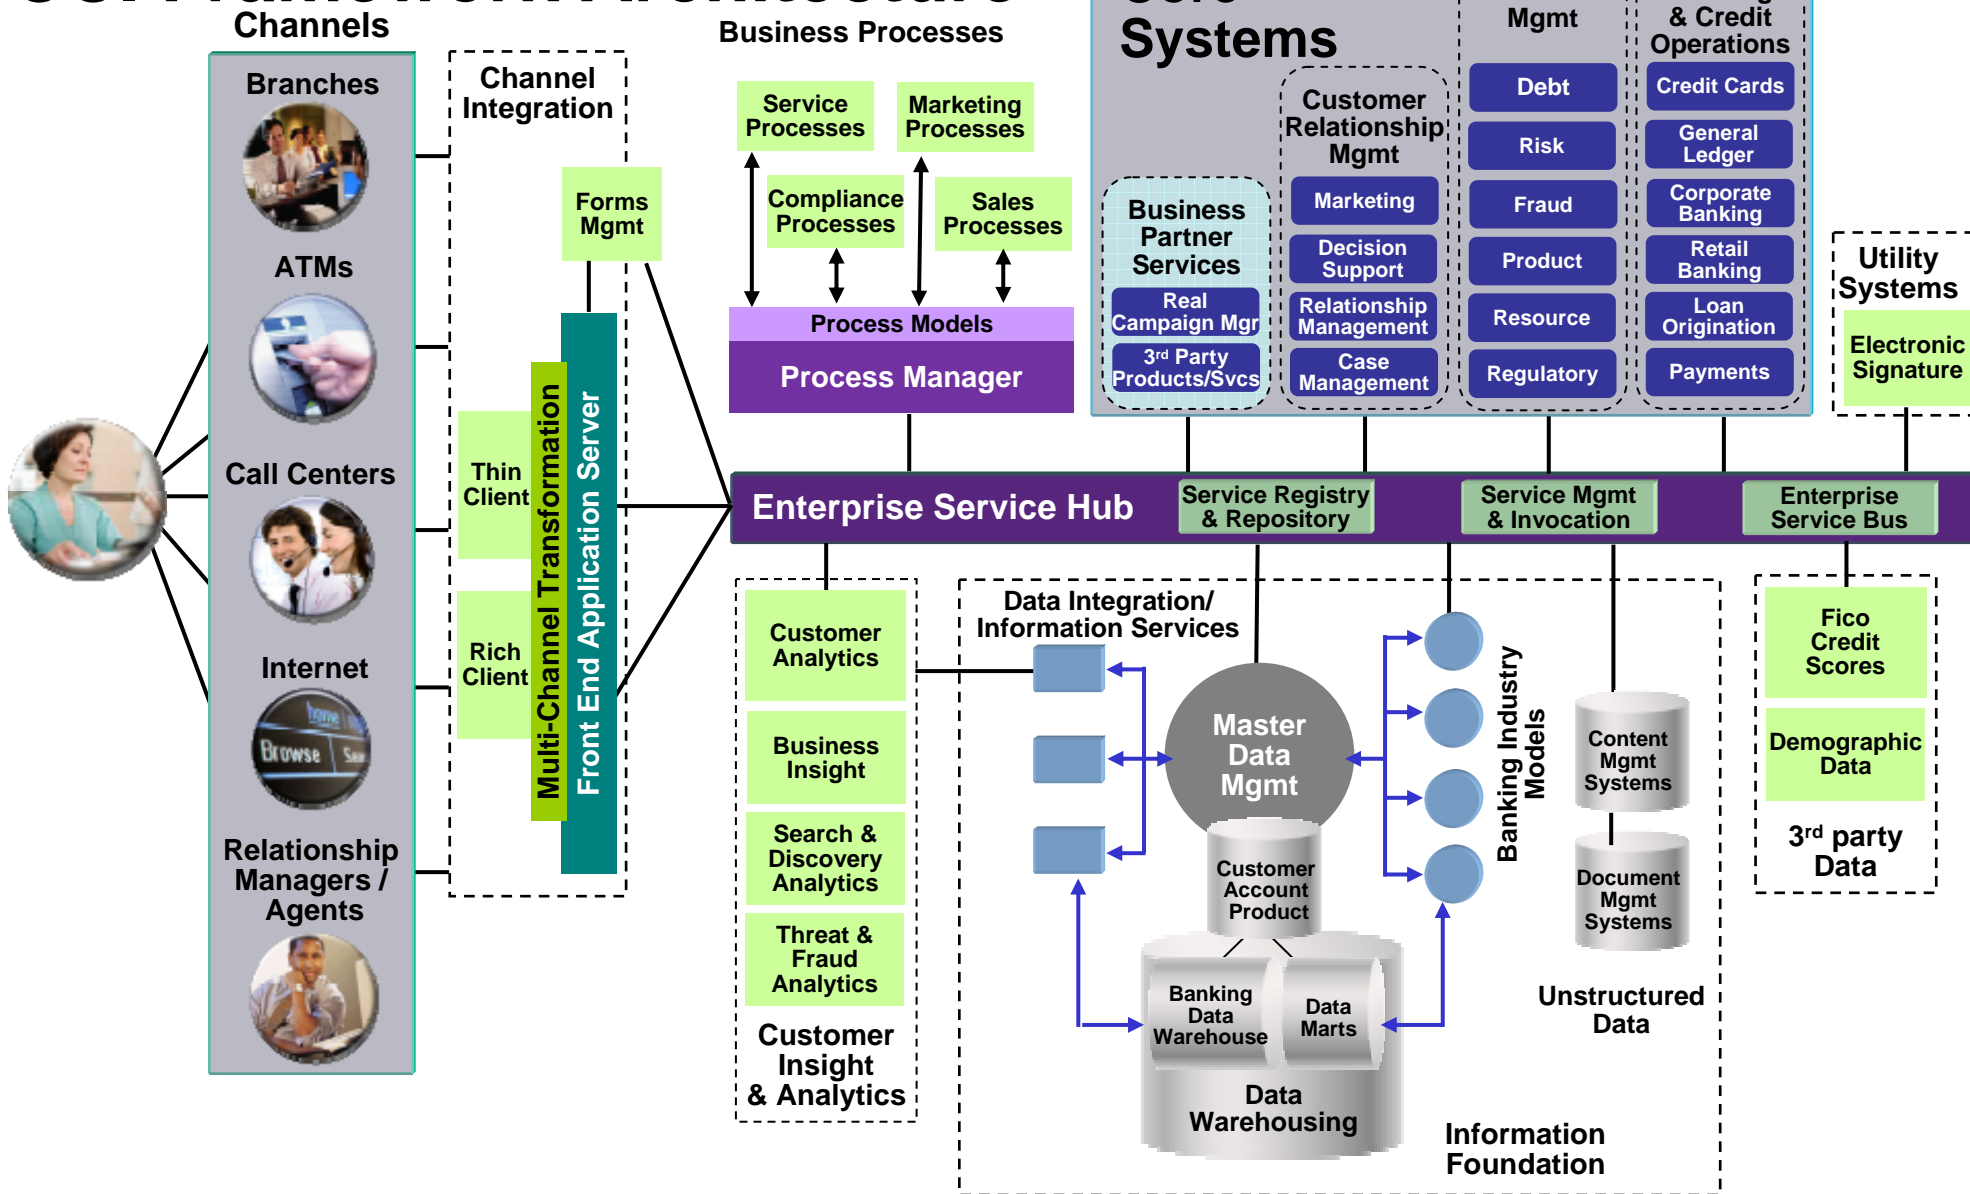 Framework Architecture
Channels
Branches
ATMs
Call Centers
Internet
home
Browse
Relationship
Managers /
Agents
Channel
Integration
Forms
Mgmt
Thin
Client
Rich
Client
Multi-Channel Transformation
Front End Application Server
Business Processes
Service
Processes
Marketing
Processes
Compliance
Processes
Sales
Processes
Process Models
Process Manager
Core
Systems
Business
Partner
Services
Real
Campaign Mgr
3rd Party
Products/Svcs
Customer
Relationship
Mgmt
Marketing
Decision
Support
Relationship
Management
Case
Management
Mgmt
Debt
Risk
Fraud
Product
Resource
Regulatory
& Credit
Operations
Credit Cards
General
Ledger
Corporate
Banking
Retail
Banking
Loan
Origination
Payments
Utility
Systems
Electronic
Signature
Enterprise Service Hub
Service Registry
& Repository
Service Mgmt
& Invocation
Enterprise
Service Bus
Customer
Analytics
Business
Insight
Search &
Discovery
Analytics
Threat &
Fraud
Analytics
Customer
Insight
& Analytics
Data Integration/
Information Services
Master
Data
Mgmt
Customer
Account
Product
Banking
Data
Warehouse
Data
Marts
Data
Warehousing
Banking Industry
Models
Content
Mgmt
Systems
Document
Mgmt
Systems
Unstructured
Data
Information
Foundation
Fico
Credit
Scores
Demographic
Data
3rd party
Data